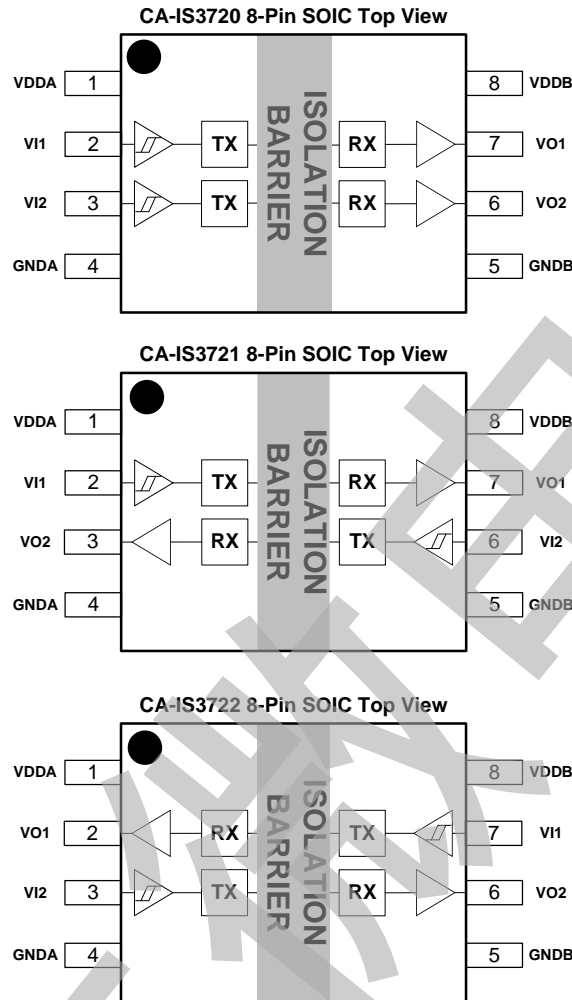 CA-IS3720 8-Pin SOIC Top View
VDDA 1 8 VDDB
VI1 2 TX RX 7 VO1
VI2 3 TX RX 6 VO2
GNDA 4 5 GNDB
ISOLATION
BARRIER
CA-IS3721 8-Pin SOIC Top View
VDDA 1 8 VDDB
VI1 2 TX RX 7 VO1
VO2 3 RX TX 6 VI2
GNDA 4 5 GNDB
ISOLATION
BARRIER
CA-IS3722 8-Pin SOIC Top View
VDDA 1 8 VDDB
VO1 2 RX TX 7 VI1
VI2 3 TX RX 6 VO2
GNDA 4 5 GNDB
ISOLATION
BARRIER